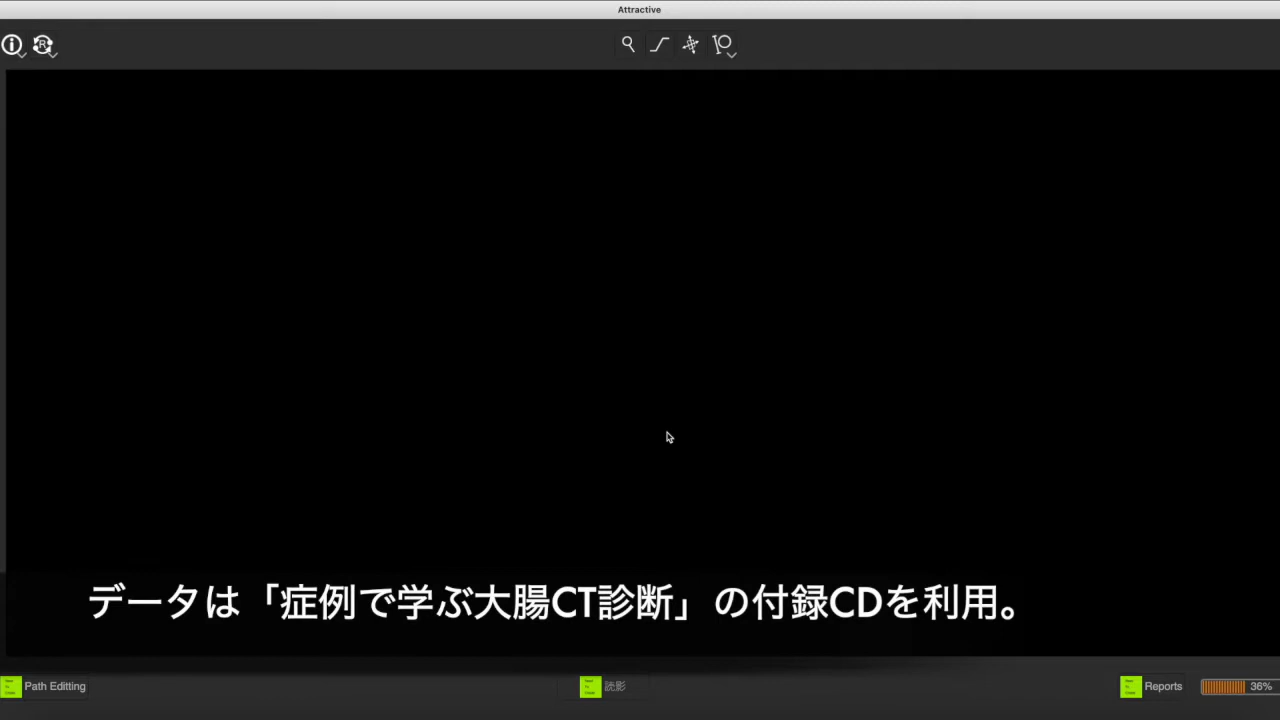 Attractive
データは「症例で学ぶ大腸CT診断」の付録CDを利用。
Path Editting
読影
Reports
36%